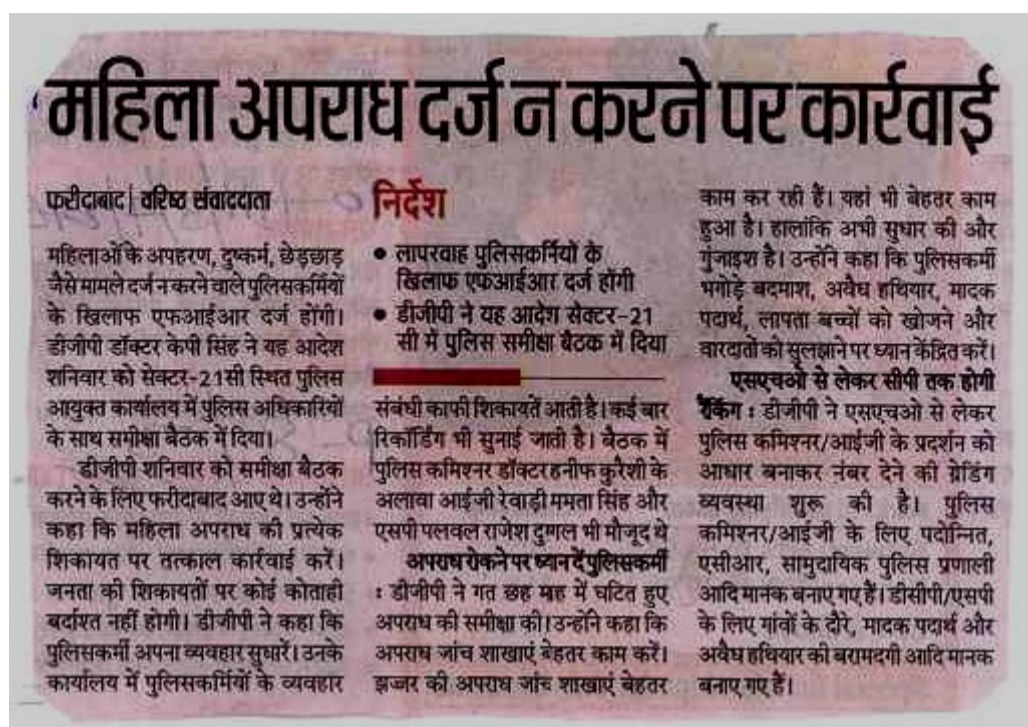 'महिला अपराध दर्ज न करने पर कार्रवाई
फरीदाबाद | वरिष्ठ संवाददाता
महिलाओं के अपहरण, दुष्कर्म, छेड़छाड़
जैसे मामले दर्ज न करने वाले पुलिसकर्मियों
के खिलाफ एफआईआर दर्ज होंगी।
डीजीपी डॉक्टर केपी सिंह ने यह आदेश
शनिवार को सेक्टर-21सी स्थित पुलिस
आयुक्त कार्यालय में पुलिस अधिकारियों
के साथ समीक्षा बैठक में दिया।
डीजीपी शनिवार को समीक्षा बैठक
करने के लिए फरीदाबाद आए थे। उन्होंने
कहा कि महिला अपराध की प्रत्येक
शिकायत पर तत्काल कार्रवाई करें।
जनता की शिकायतों पर कोई कोताही
बर्दाश्त नहीं होगी। डीजीपी ने कहा कि
पुलिसकर्मी अपना व्यवहार सुधारें। उनके
कार्यालय में पुलिसकर्मियों के व्यवहार
निर्देश
• लापरवाह पुलिसकर्मियों के
खिलाफ एफआईआर दर्ज होंगी
• डीजीपी ने यह आदेश सेक्टर-21
सी में पुलिस समीक्षा बैठक में दिया
संबंधी काफी शिकायतें आती है। कई बार
रिकॉर्डिंग भी सुनाई जाती है। बैठक में
पुलिस कमिश्नर डॉक्टर हनीफ कुरैशी के
अलावा आईजी रेवाड़ी ममता सिंह और
एसपी पलवल राजेश दुग्गल भी मौजूद थे
अपराध रोकने पर ध्यान दें पुलिसकर्मी
: डीजीपी ने गत छह माह में घटित हुए
अपराध की समीक्षा की। उन्होंने कहा कि
अपराध जांच शाखाएं बेहतर काम करें।
झज्जर की अपराध जांच शाखाएं बेहतर
काम कर रही हैं। यहां भी बेहतर काम
हुआ है। हालांकि अभी सुधार की और
गुंजाइश है। उन्होंने कहा कि पुलिसकर्मी
भगोड़े बदमाश, अवैध हथियार, मादक
पदार्थ, लापता बच्चों को खोजने और
वारदातों को सुलझाने पर ध्यान केंद्रित करें।
एसएचओ से लेकर सीपी तक होगी
रैंकिंग : डीजीपी ने एसएचओ से लेकर
पुलिस कमिश्नर/आईजी के प्रदर्शन को
आधार बनाकर नंबर देने की ग्रेडिंग
व्यवस्था शुरू की है। पुलिस
कमिश्नर/आईजी के लिए पदोन्नित,
एसीआर, सामुदायिक पुलिस प्रणाली
आदि मानक बनाए गए हैं। डीसीपी/एसपी
के लिए गांवों के दौरे, मादक पदार्थ और
अवैध हथियार की बरामदगी आदि मानक
बनाए गए हैं।